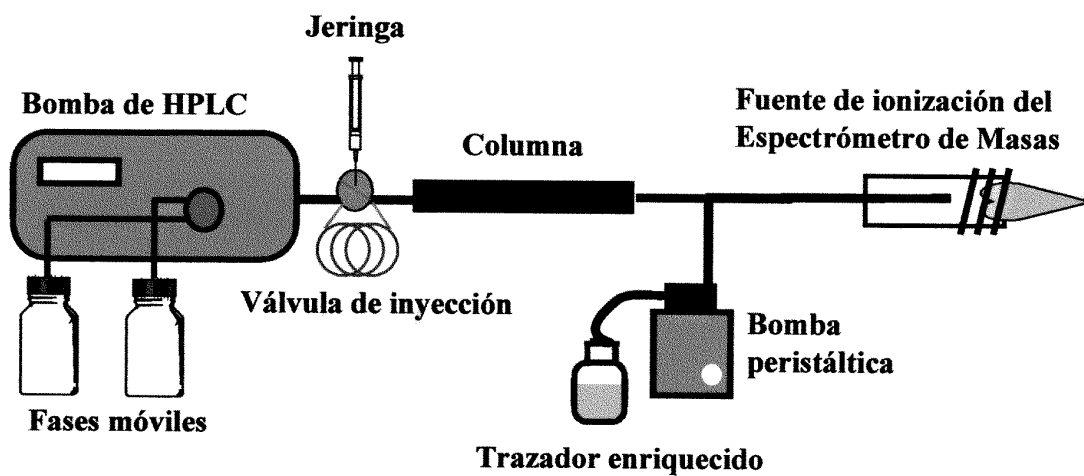 Jeringa
Bomba de HPLC
Columna
Fuente de ionización del
Espectrómetro de Masas
Válvula de inyección
Bomba
peristáltica
Fases móviles
Trazador enriquecido